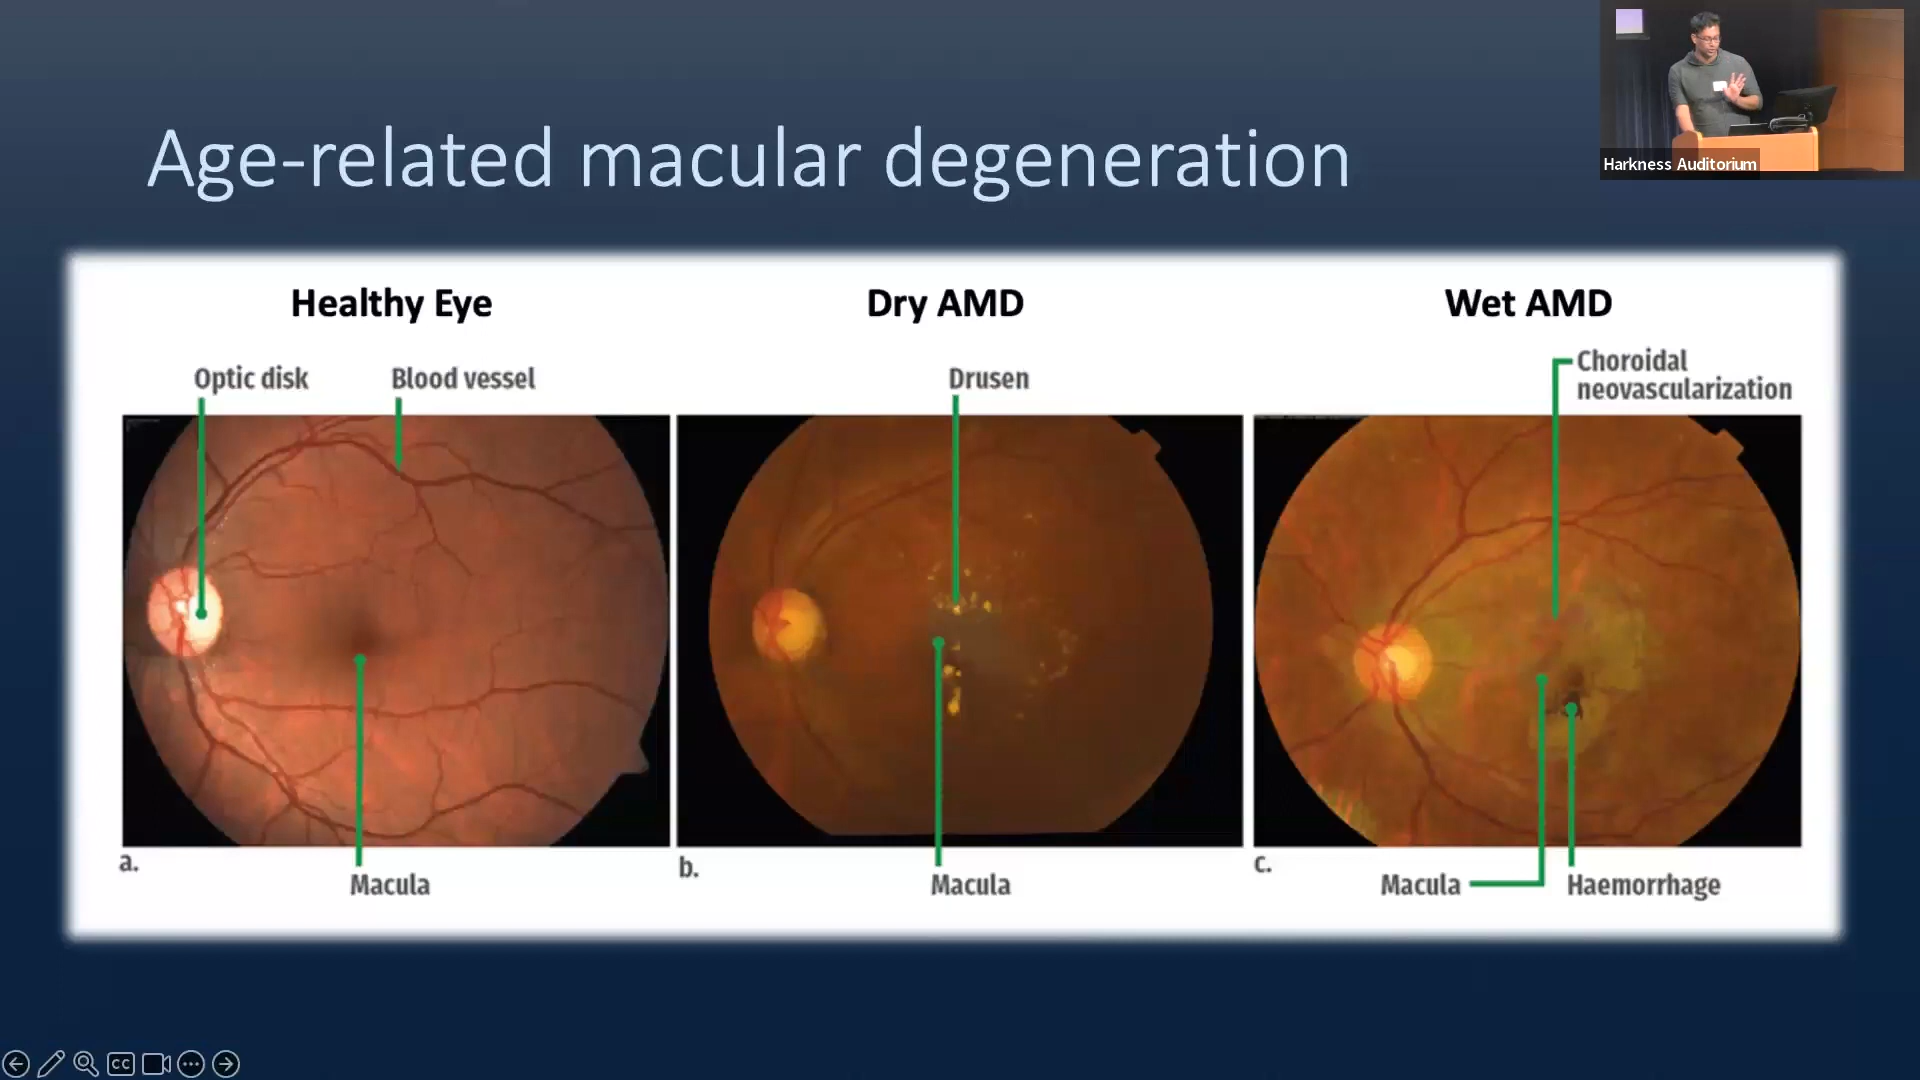 Harkness Auditorium
Age-related macular degeneration
Healthy Eye
Dry AMD
Wet AMD
Optic disk
Blood vessel
Drusen
Choroidal
neovascularization
a.
Macula
b.
Macula
c.
Macula
Haemorrhage
CC